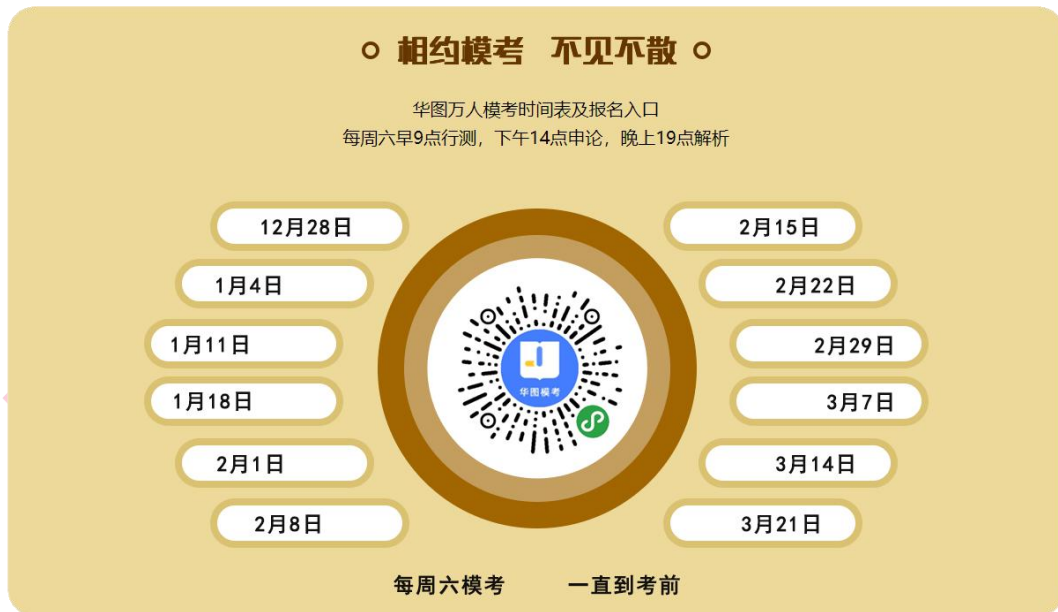 相约模考 不见不散
华图万人模考时间表及报名入口
每周六早9点行测，下午14点申论，晚上19点解析
12月28日
1月4日
1月11日
1月18日
2月1日
2月8日
华图模考
2月15日
2月22日
2月29日
3月7日
3月14日
3月21日
每周六模考 一直到考前